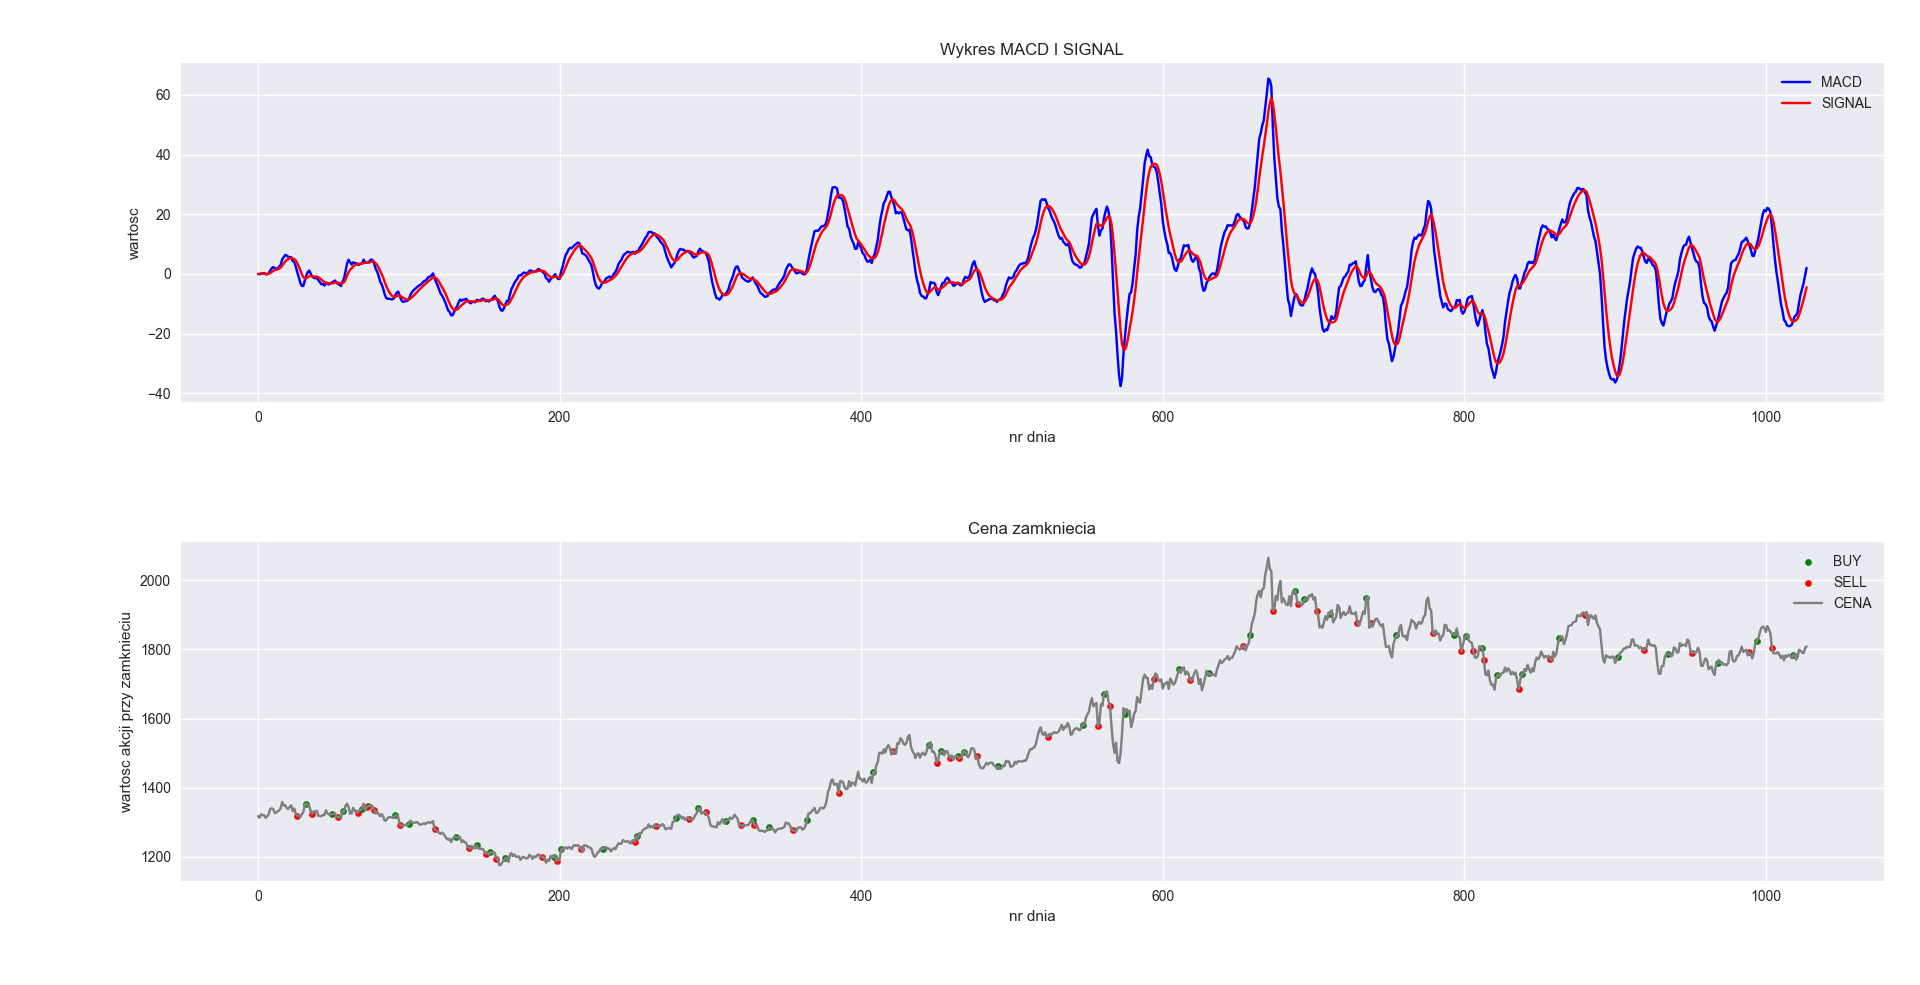 Wykres MACD I SIGNAL
MACD
SIGNAL
60
40
20
0
−20
−40
wartosc
0 200 400 600 800 1000
nr dnia
Cena zamkniecia
BUY
SELL
CENA
2000
1800
1600
1400
1200
wartosc akcji przy zamknieciu
0 200 400 600 800 1000
nr dnia